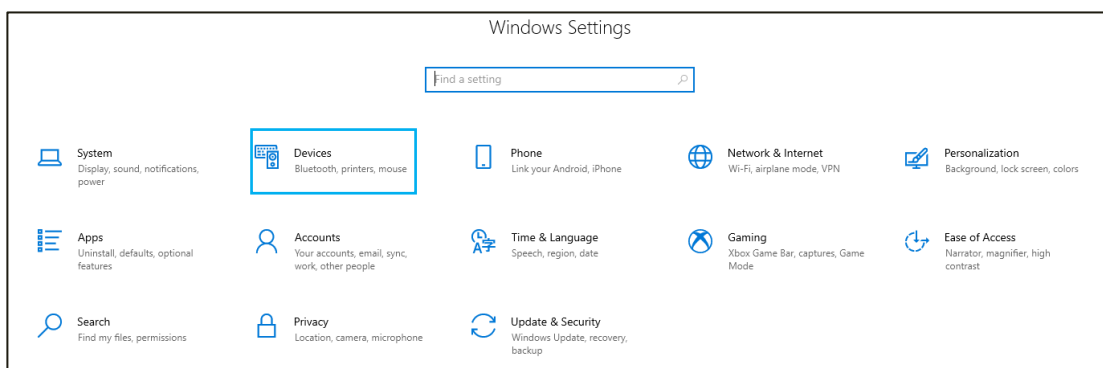 Windows Settings
Find a setting
System
Display, sound, notifications,
power
Devices
Bluetooth, printers, mouse
Phone
Link your Android, iPhone
Network & Internet
Wi-Fi, airplane mode, VPN
Personalization
Background, lock screen, colors
Apps
Uninstall, defaults, optional
features
Accounts
Your accounts, email, sync,
work, other people
Time & Language
Speech, region, date
Gaming
Xbox Game Bar, captures, Game
Mode
Ease of Access
Narrator, magnifier, high
contrast
Search
Find my files, permissions
Privacy
Location, camera, microphone
Update & Security
Windows Update, recovery,
backup